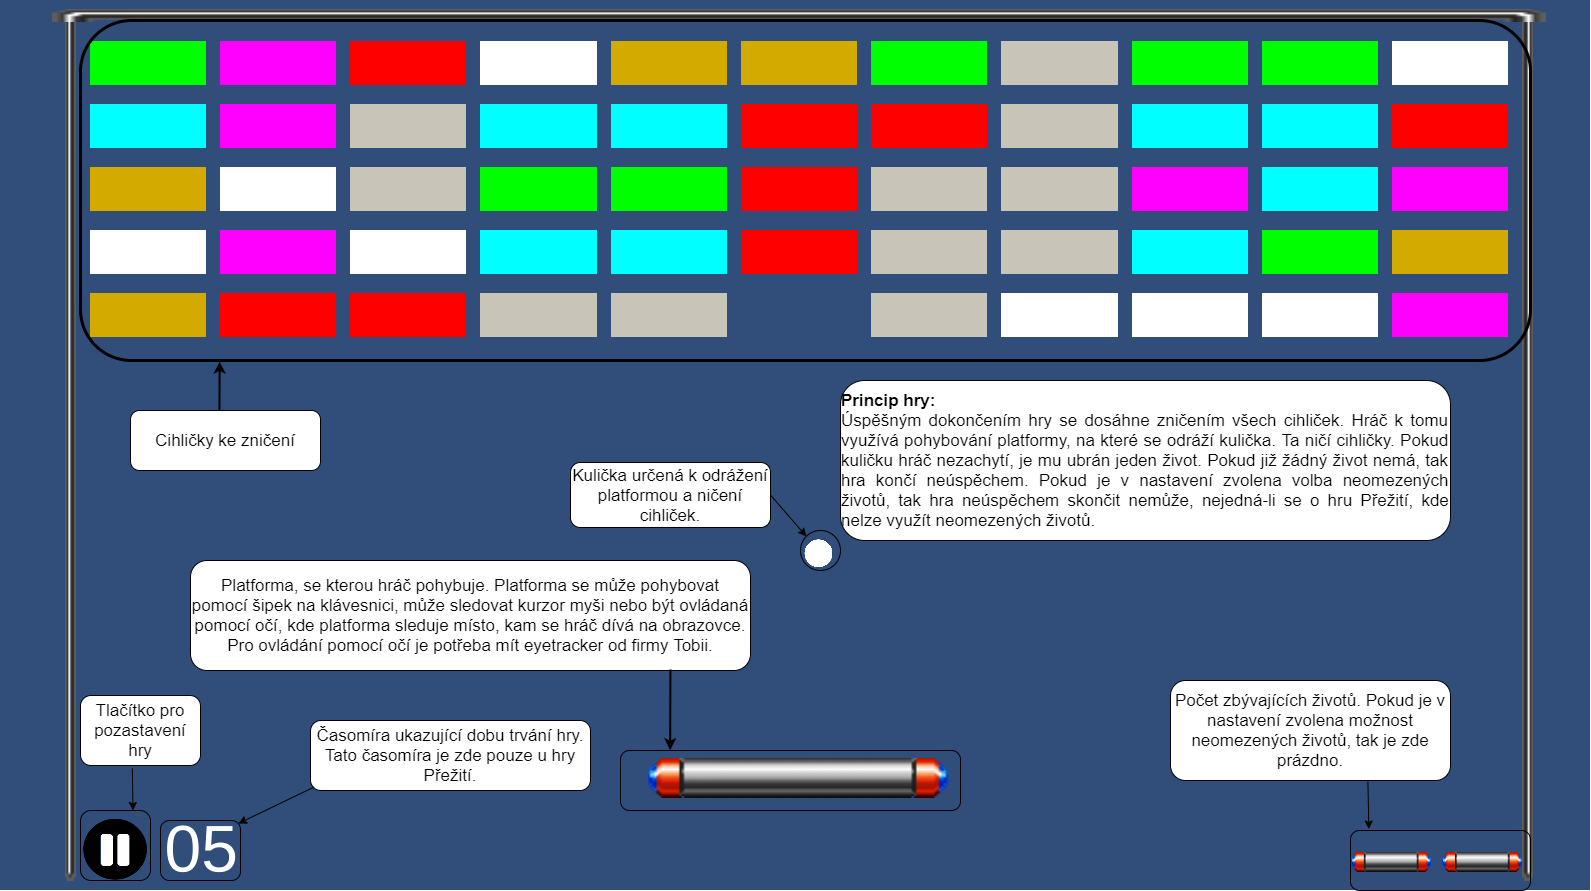 Cihličky ke zničení
Princip hry:
Úspěšným dokončením hry se dosáhne zničením všech cihliček. Hráč k tomu
využívá pohybování platformy, na které se odráží kulička. Ta ničí cihličky. Pokud
kuličku hráč nezachytí, je mu ubrán jeden život. Pokud již žádný život nemá, tak
hra končí neúspěchem. Pokud je v nastavení zvolena volba neomezených
životů, tak hra neúspěchem skončit nemůže, nejedná-li se o hru Přežití, kde
nelze využít neomezených životů.
Kulička určená k odrážení
platformou a ničení
cihliček.
Platforma, se kterou hráč pohybuje. Platforma se může pohybovat
pomocí šipek na klávesnici, může sledovat kurzor myši nebo být ovládaná
pomocí očí, kde platforma sleduje místo, kam se hráč dívá na obrazovce.
Pro ovládání pomocí očí je potřeba mít eyetracker od firmy Tobii.
Tlačítko pro
pozastavení
hry
Časomíra ukazující dobu trvání hry.
Tato časomíra je zde pouze u hry
Přežití.
Počet zbývajících životů. Pokud je v
nastavení zvolena možnost
neomezených životů, tak je zde
prázdno.
05